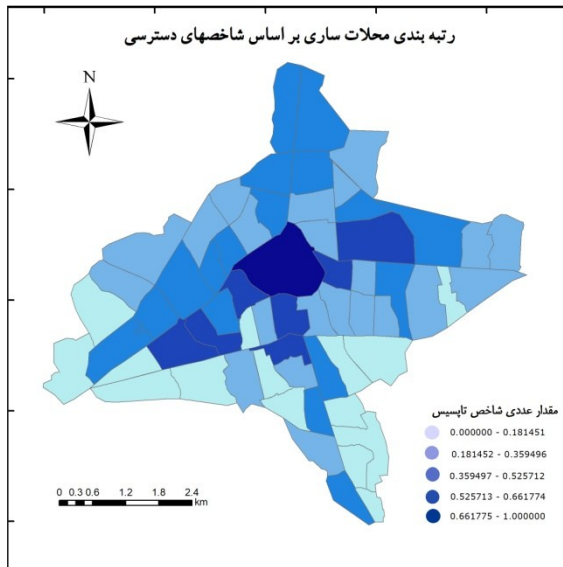 رتبه بندی محلات ساری بر اساس شاخصهای دسترسی
N
مقدار عددی شاخص تاپسیس
0.000000 - 0.181451
0.181452 - 0.359496
0.359497 - 0.525712
0.525713 - 0.661774
0.661775 - 1.000000
0 0.3 0.6 1.2 1.8 2.4
km